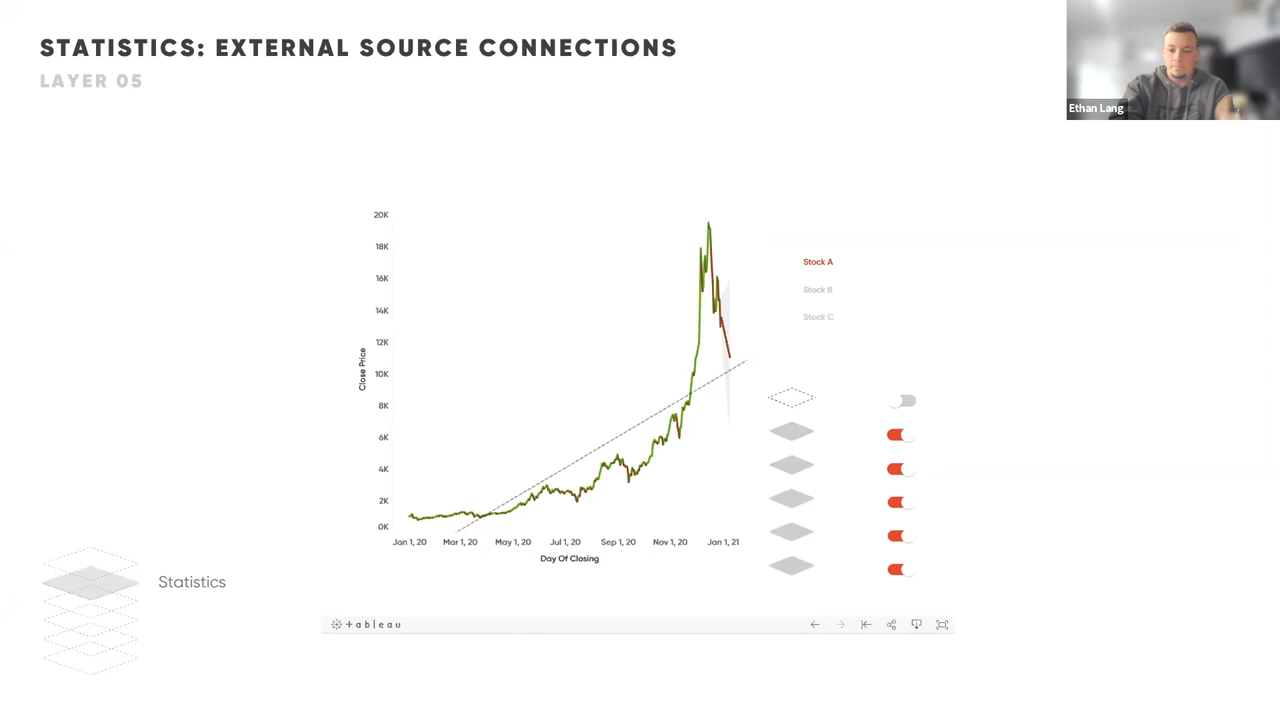 STATISTICS: EXTERNAL SOURCE CONNECTIONS
LAYER 05
Ethan Lang
20K
18K
16K
14K
12K
10K
8K
6K
4K
2K
0K
Close Price
Jan 1, 20 Mar 1, 20 May 1, 20 Jul 1, 20 Sep 1, 20 Nov 1, 20 Jan 1, 21
Day Of Closing
Stock A
Stock B
Stock C
Statistics
+ableau